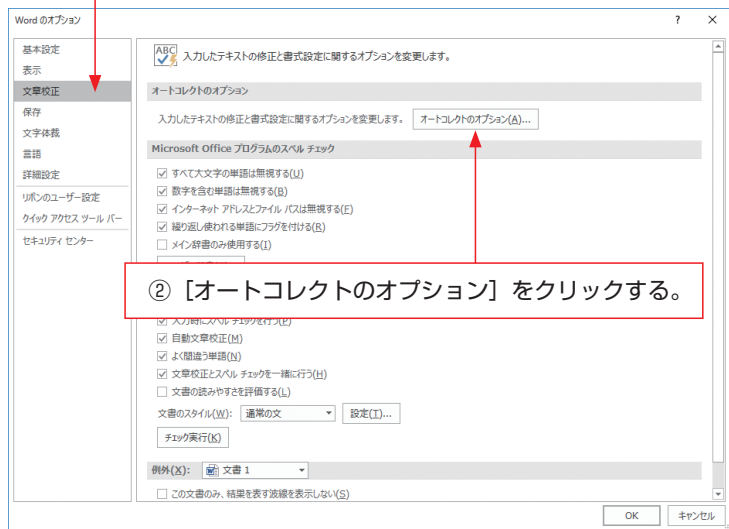 Word のオプション
? ×
基本設定
表示
文章校正
保存
文字体裁
言語
詳細設定
リボンのユーザー設定
クイック アクセス ツール バー
セキュリティ センター
ABC
入力したテキストの修正と書式設定に関するオプションを変更します。
オートコレクトのオプション
入力したテキストの修正と書式設定に関するオプションを変更します。 オートコレクトのオプション(A)...
Microsoft Office プログラムのスペル チェック
すべて大文字の単語は無視する(U)
数字を含む単語は無視する(B)
インターネット アドレスとファイル パスは無視する(F)
繰り返し使われる単語にフラグを付ける(R)
メイン辞書のみ使用する(I)
②［オートコレクトのオプション］をクリックする。
入力時にスペル チェックを行う(P)
自動文章校正(M)
よく間違う単語(N)
文章校正とスペル チェックを一緒に行う(H)
文書の読みやすさを評価する(L)
文書のスタイル(W): 通常の文 設定(T)...
チェック実行(K)
例外(X): 文書 1
この文書のみ、結果を表す波線を表示しない(S)
OK キャンセル